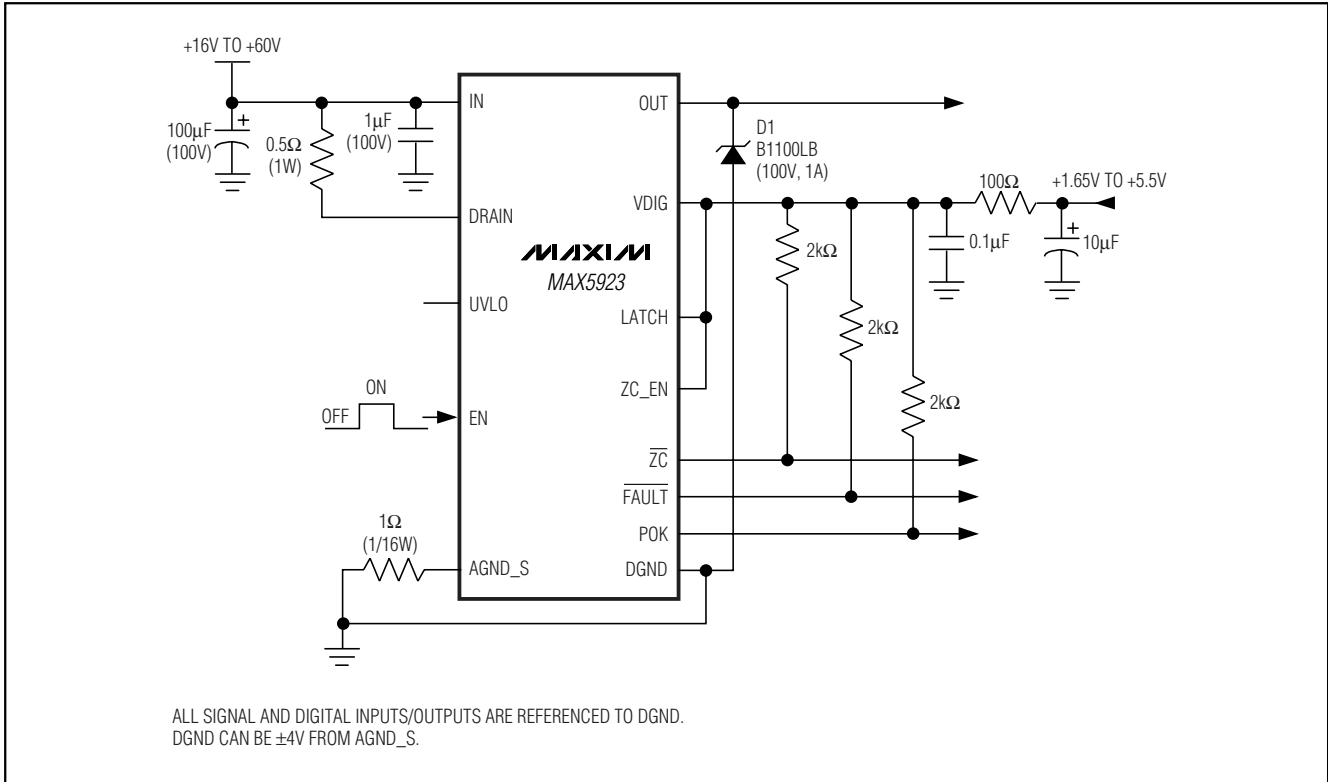 +16V TO +60V
IN
OUT
100μF
(100V)
+
0.5Ω
(1W)
1μF
(100V)
D1
B1100LB
(100V, 1A)
DRAIN
VDIG
100Ω
+1.65V TO +5.5V
MAXIM
MAX5923
2kΩ
0.1μF
+
10μF
UVLO
LATCH
2kΩ
ZC_EN
2kΩ
OFF
ON
EN
ZC
FAULT
POK
1Ω
(1/16W)
AGND_S
DGND
ALL SIGNAL AND DIGITAL INPUTS/OUTPUTS ARE REFERENCED TO DGND.
DGND CAN BE ±4V FROM AGND_S.